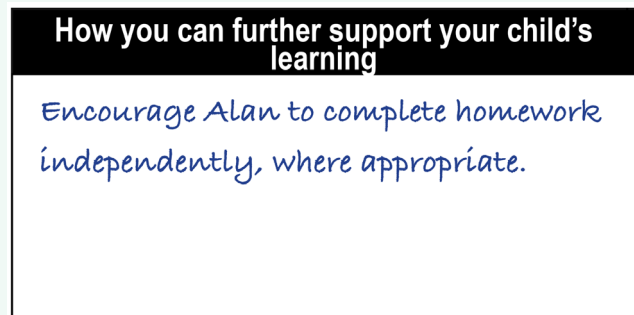 How you can further support your child's
learning
Encourage Alan to complete homework
independently, where appropriate.